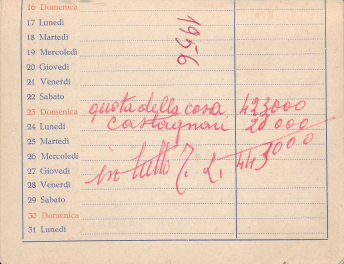 16 Domenica
17 Lunedì
18 Martedì
1956
19 Mercoledì
20 Giovedì
21 Venerdì
22 Sabato
quota della casa 423000
23 Domenica
Castagnari 20000
24 Lunedì
25 Martedì
26 Mercoledì
in tutto L. 443000
27 Giovedì
28 Venerdì
29 Sabato
30 Domenica
31 Lunedì